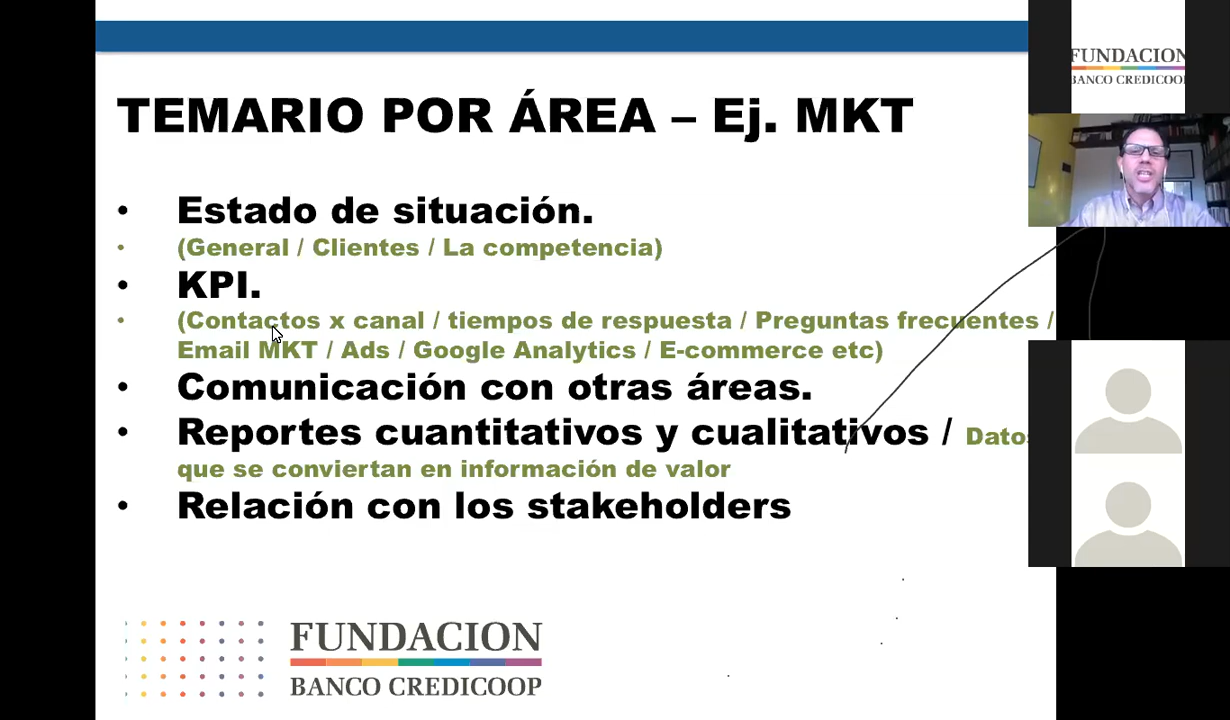 TEMARIO POR ÁREA – Ej. MKT
• Estado de situación.
• (General / Clientes / La competencia)
• KPI.
• (Contactos x canal / tiempos de respuesta / Preguntas frecuentes /
Email MKT / Ads / Google Analytics / E-commerce etc)
• Comunicación con otras áreas.
• Reportes cuantitativos y cualitativos / Datos
que se conviertan en información de valor
• Relación con los stakeholders
FUNDACION
BANCO CREDICOOP
FUNDACION
BANCO CREDICOOP